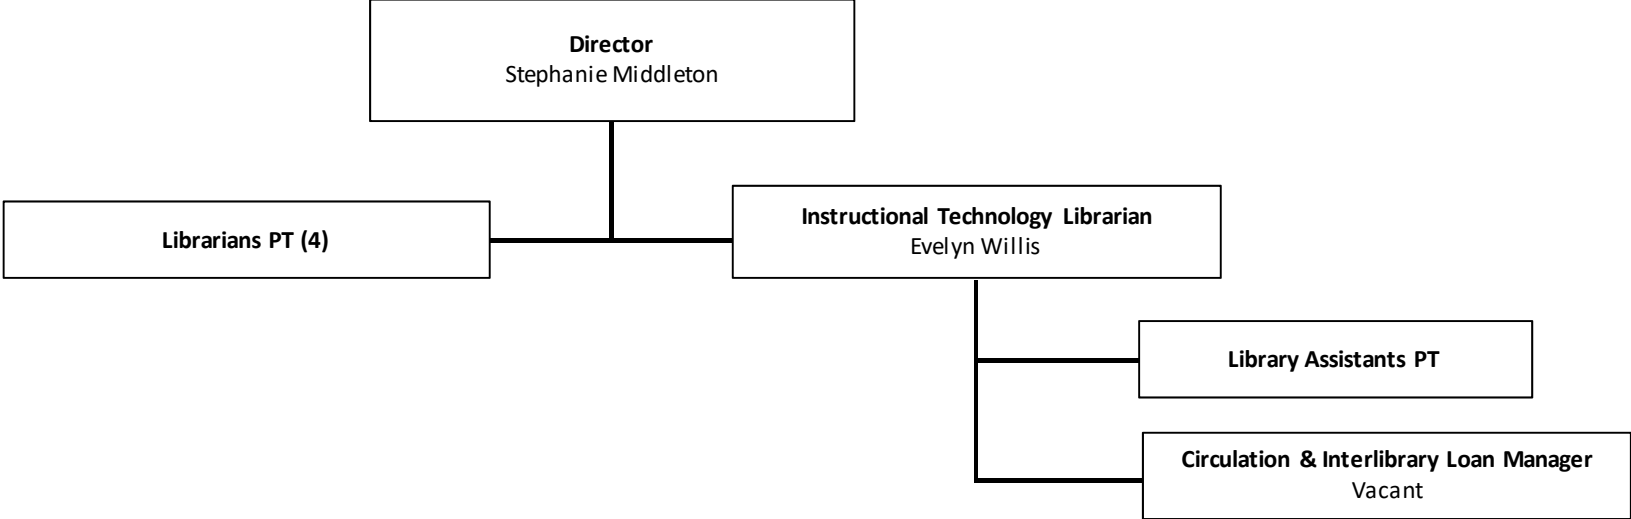 Director
Stephanie Middleton
Librarians PT (4)
Instructional Technology Librarian
Evelyn Willis
Library Assistants PT
Circulation & Interlibrary Loan Manager
Vacant